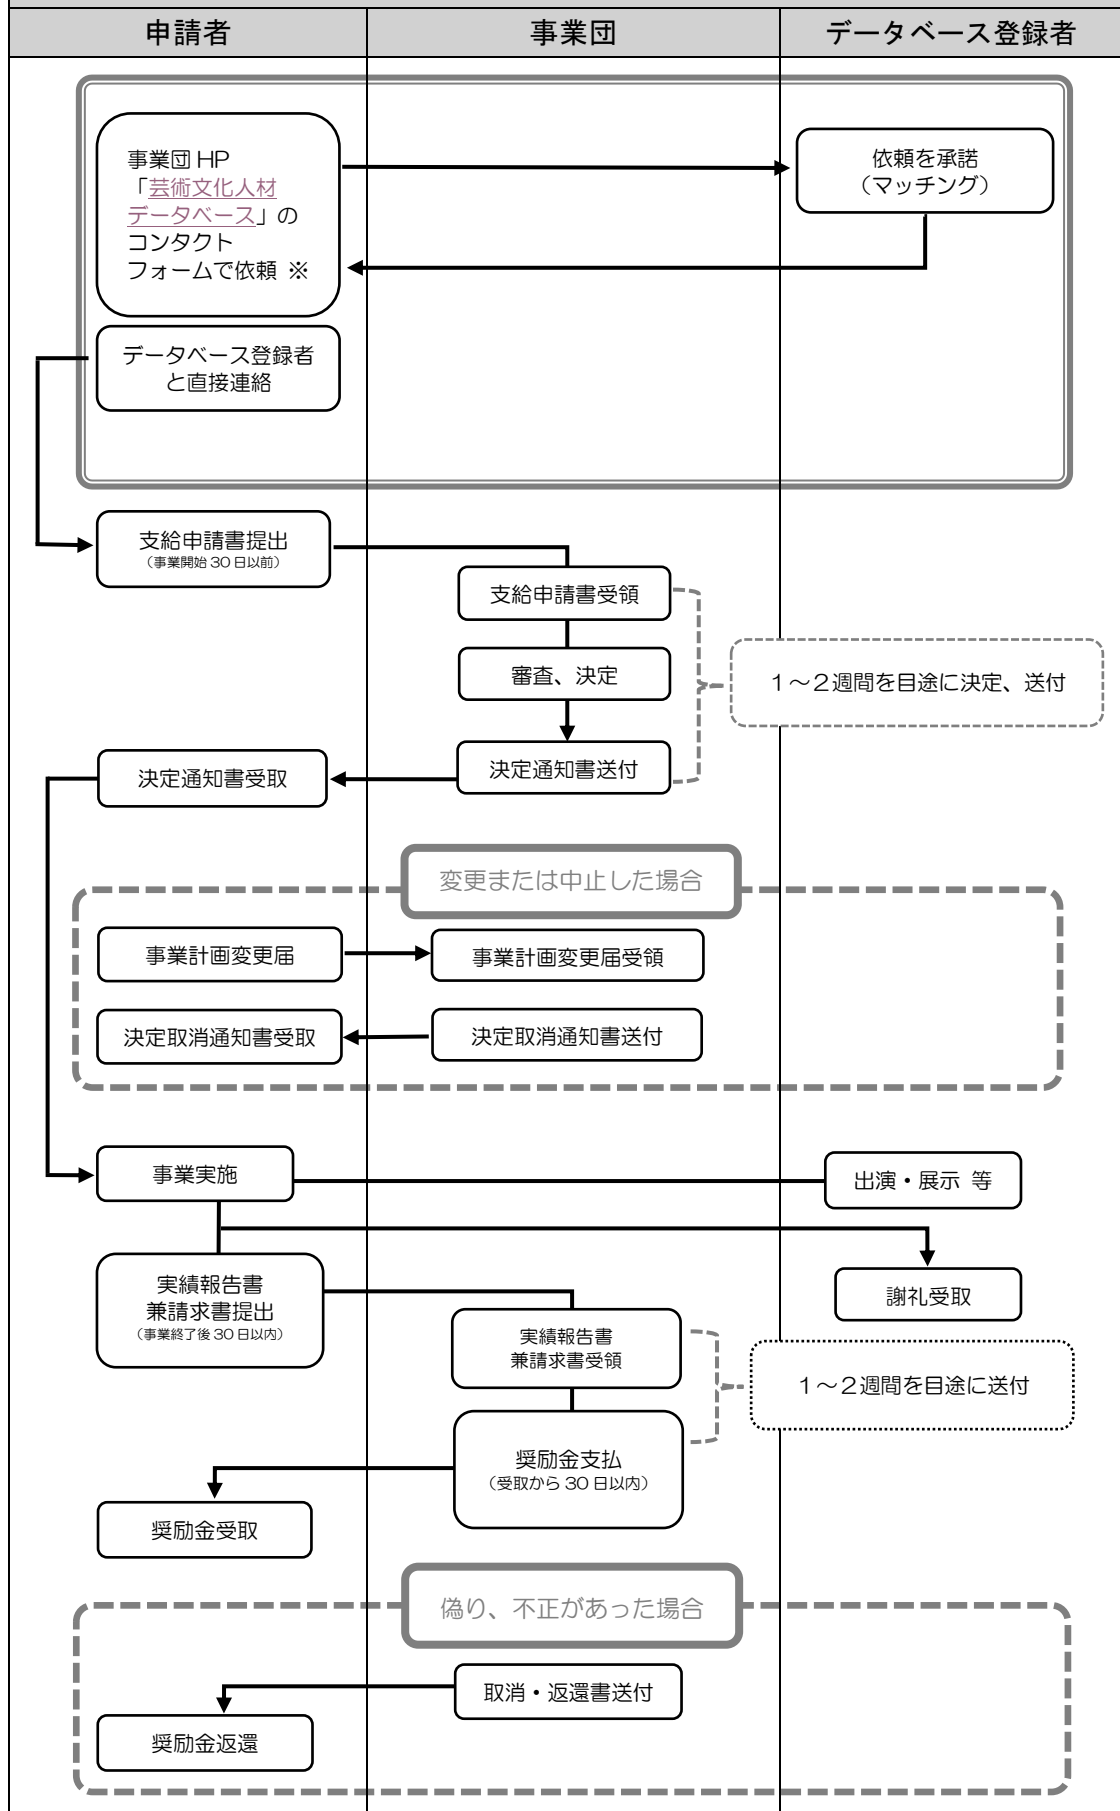 申請者
事業団
データベース登録者
事業団 HP
「芸術文化人材
データベース」の
コンタクト
フォームで依頼 ※
依頼を承諾
（マッチング）
データベース登録者
と直接連絡
支給申請書提出
（事業開始 30 日以前）
支給申請書受領
審査、決定
1～2週間を目途に決定、送付
決定通知書送付
決定通知書受取
変更または中止した場合
事業計画変更届
事業計画変更届受領
決定取消通知書受取
決定取消通知書送付
事業実施
出演・展示 等
実績報告書
兼請求書提出
（事業終了後 30 日以内）
謝礼受取
実績報告書
兼請求書受領
1～2週間を目途に送付
奨励金支払
（受取から 30 日以内）
奨励金受取
偽り、不正があった場合
取消・返還書送付
奨励金返還